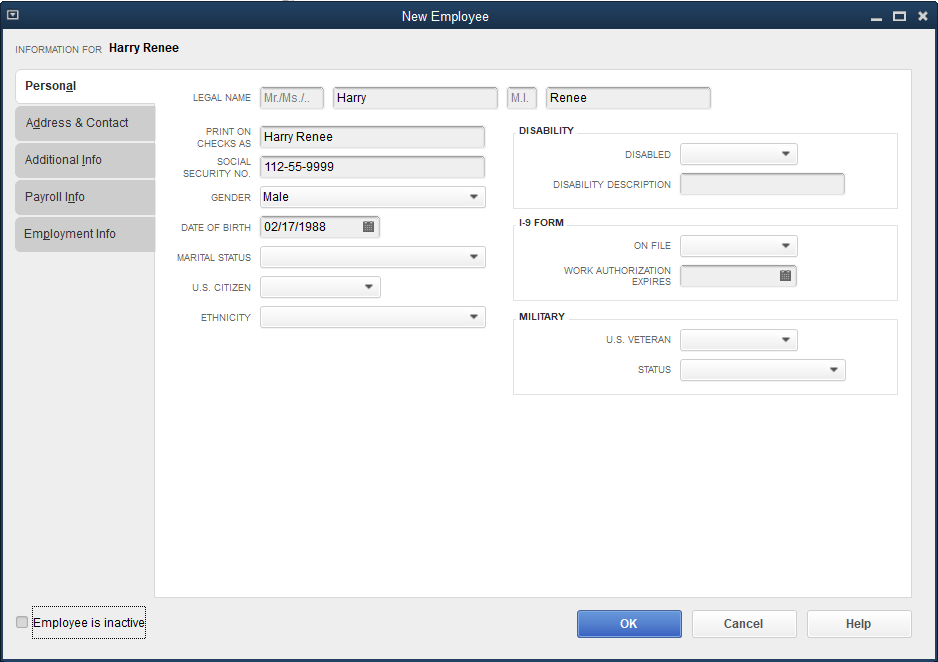 New Employee
INFORMATION FOR Harry Renee
Personal
Address & Contact
Additional Info
Payroll Info
Employment Info
LEGAL NAME Mr./Ms./.. Harry M.I. Renee
PRINT ON
CHECKS AS Harry Renee
SOCIAL
SECURITY NO. 112-55-9999
GENDER Male
DATE OF BIRTH 02/17/1988
MARITAL STATUS
U.S. CITIZEN
ETHNICITY
DISABILITY
DISABLED
DISABILITY DESCRIPTION
I-9 FORM
ON FILE
WORK AUTHORIZATION
EXPIRES
MILITARY
U.S. VETERAN
STATUS
Employee is inactive
OK Cancel Help